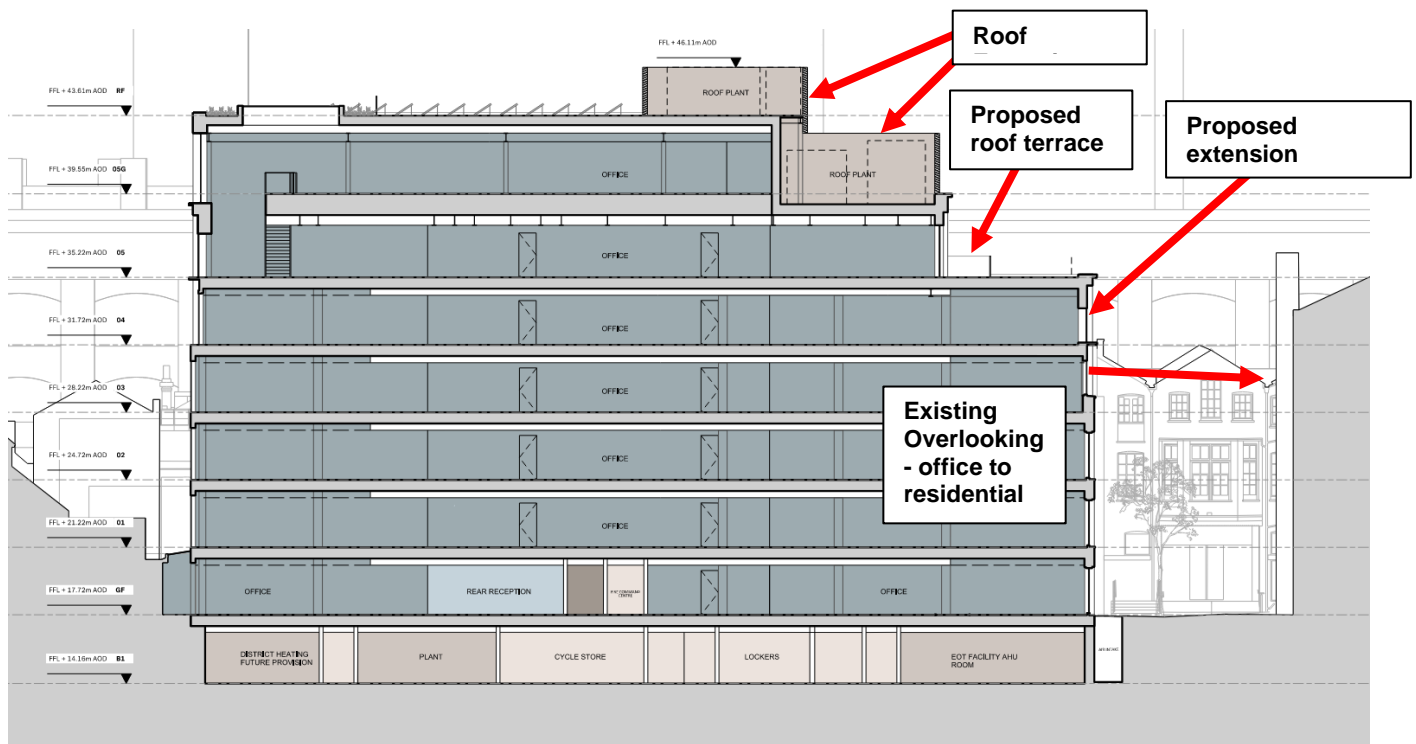 Roof
FFL + 46.11m AOD
ROOF PLANT
FFL + 43.61m AOD RF
Proposed
roof terrace
Proposed
extension
FFL + 39.55m AOD 05G
OFFICE
ROOF PLANT
FFL + 35.22m AOD 05
OFFICE
FFL + 31.72m AOD 04
OFFICE
FFL + 28.22m AOD 03
OFFICE
Existing
Overlooking
- office to
residential
FFL + 24.72m AOD 02
OFFICE
FFL + 21.22m AOD 01
OFFICE
FFL + 17.72m AOD GF
OFFICE
REAR RECEPTION
OFFICE
FFL + 14.16m AOD B1
DISTRICT HEATING
FUTURE PROVISION
PLANT
CYCLE STORE
LOCKERS
EOT FACILITY AHU
ROOM